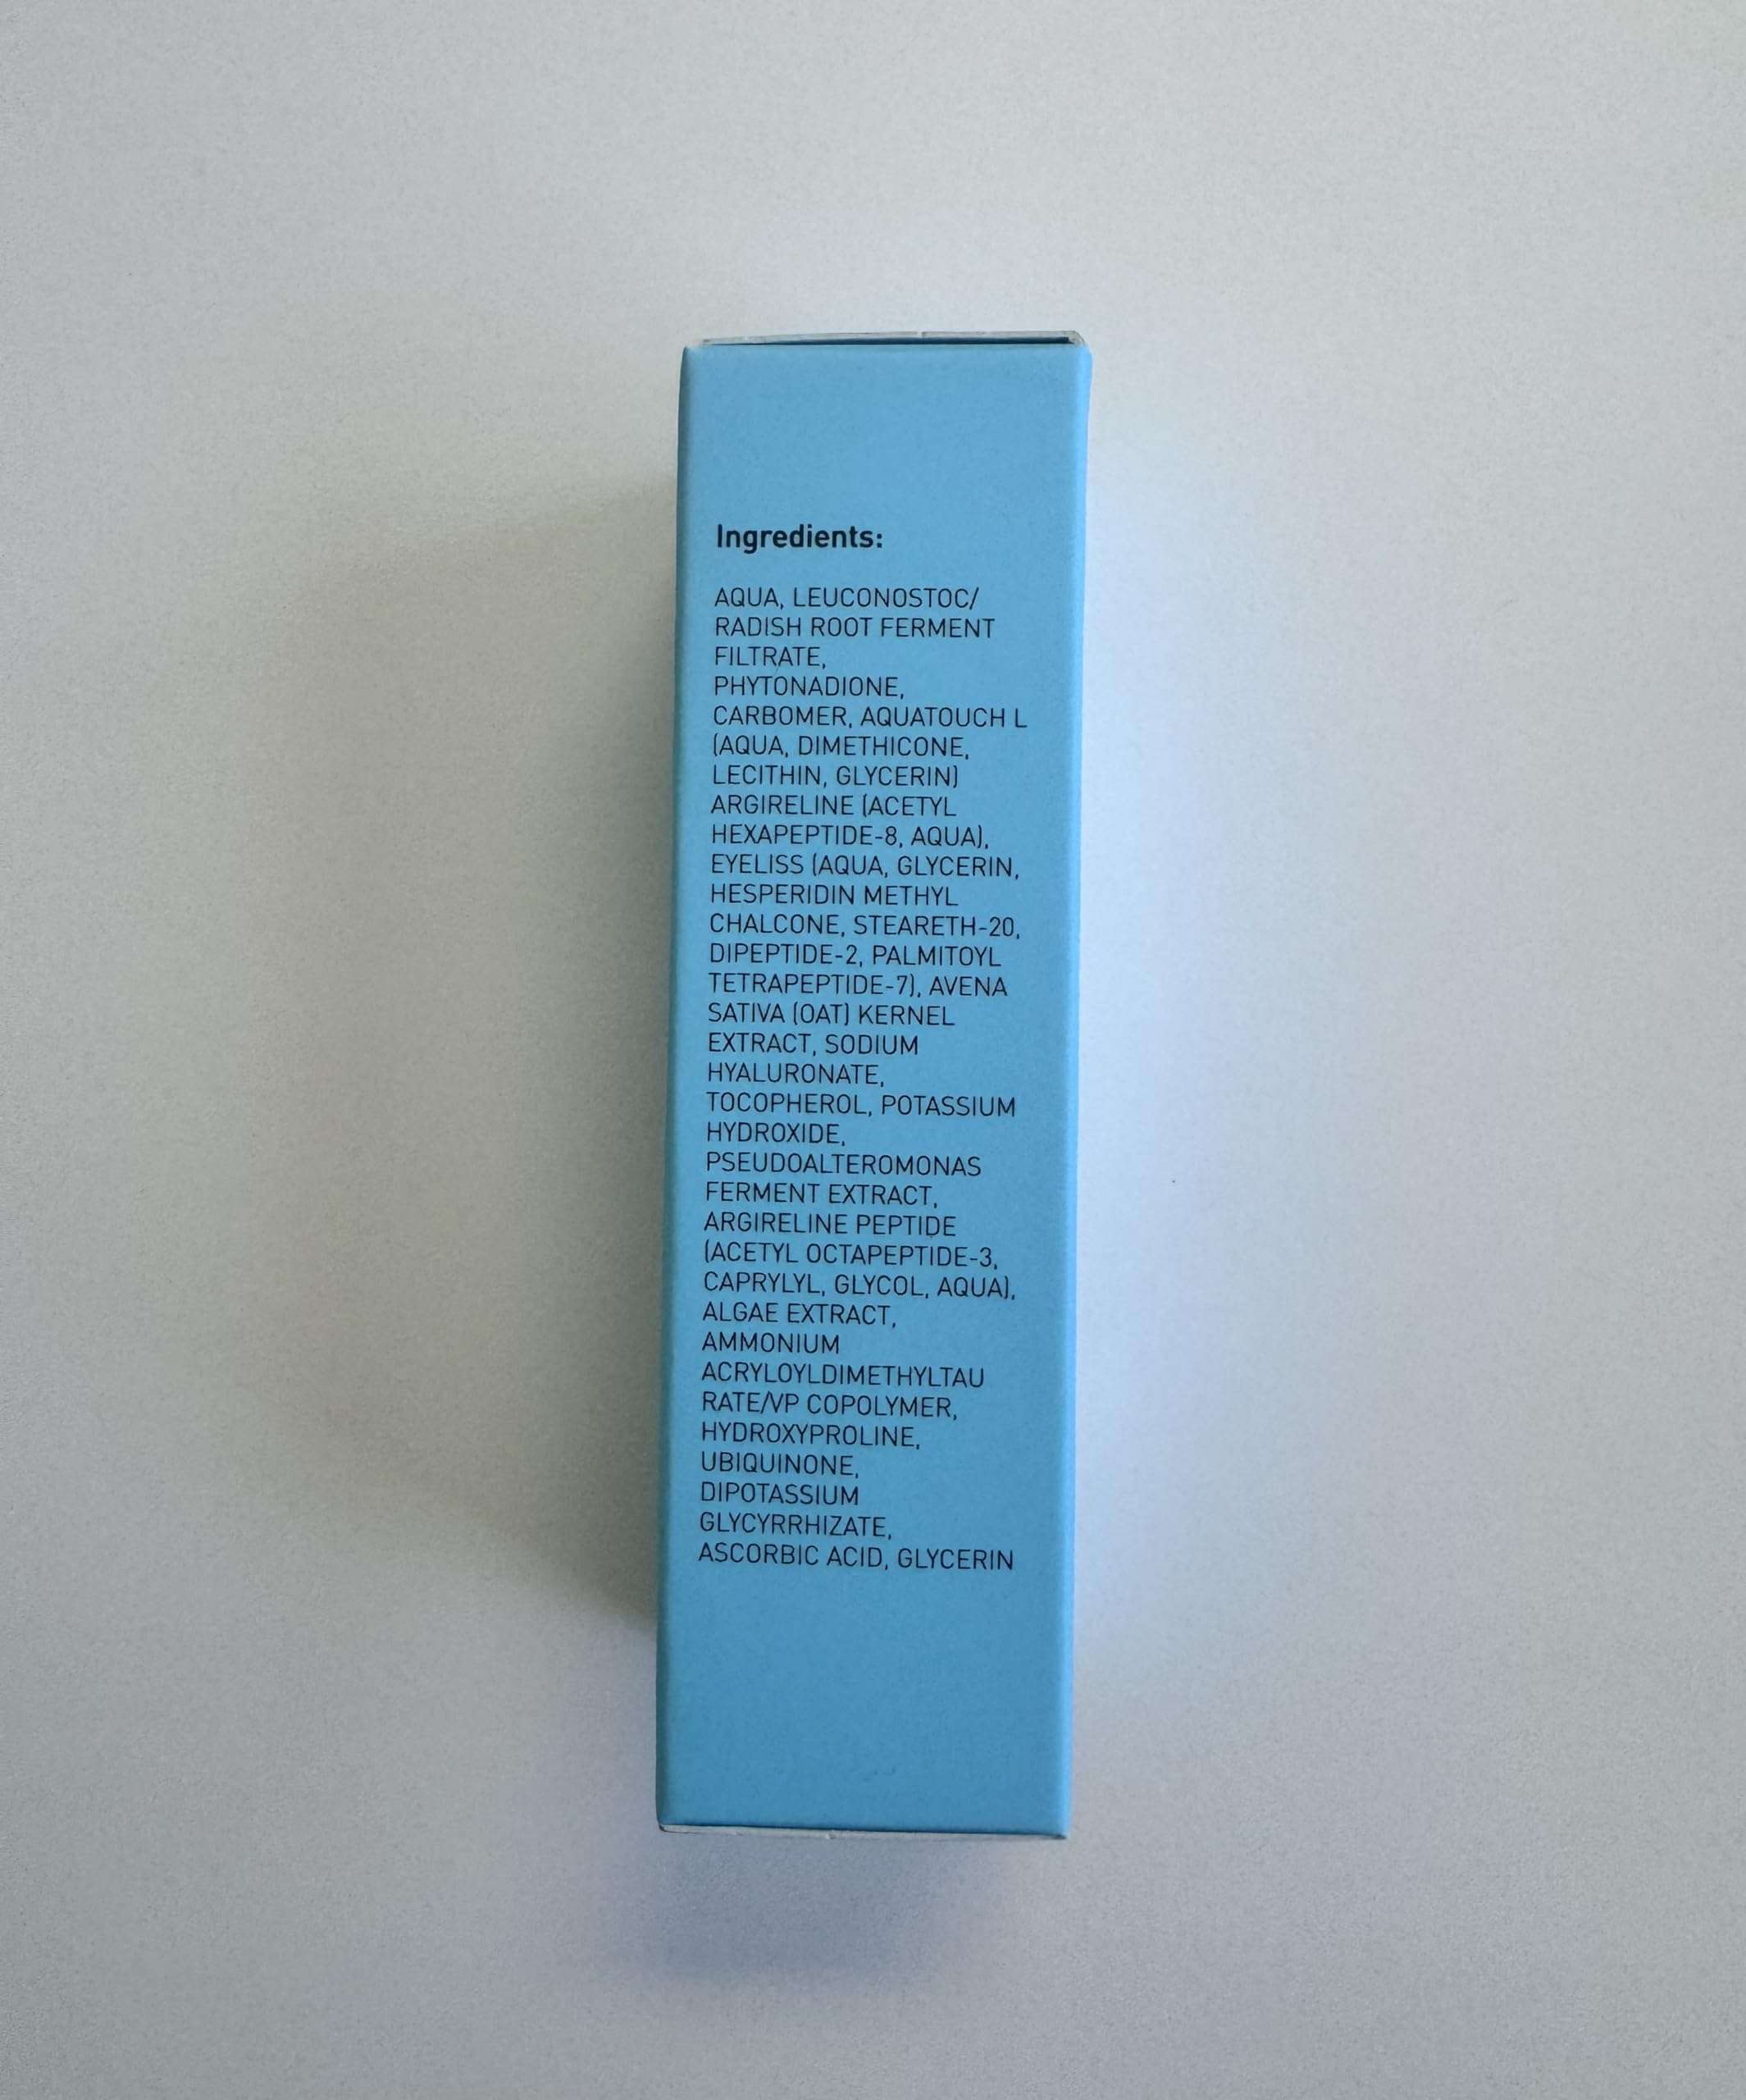 Ingredients:
AQUA, LEUCONOSTOC/
RADISH ROOT FERMENT
FILTRATE,
PHYTONADIONE,
CARBOMER, AQUATOUCH L
(AQUA, DIMETHICONE,
LECITHIN, GLYCERIN)
ARGIRELINE (ACETYL
HEXAPEPTIDE-8, AQUA),
EYELISS (AQUA, GLYCERIN,
HESPERIDIN METHYL
CHALCONE, STEARETH-20,
DIPEPTIDE-2, PALMITOYL
TETRAPEPTIDE-7), AVENA
SATIVA (OAT) KERNEL
EXTRACT, SODIUM
HYALURONATE,
TOCOPHEROL, POTASSIUM
HYDROXIDE,
PSEUDOALTEROMONAS
FERMENT EXTRACT,
ARGIRELINE PEPTIDE
(ACETYL OCTAPEPTIDE-3,
CAPRYLYL, GLYCOL, AQUA),
ALGAE EXTRACT,
AMMONIUM
ACRYLOYLDIMETHYLTAU
RATE/VP COPOLYMER,
HYDROXYPROLINE,
UBIQUINONE,
DIPOTASSIUM
GLYCYRRHIZATE,
ASCORBIC ACID, GLYCERIN